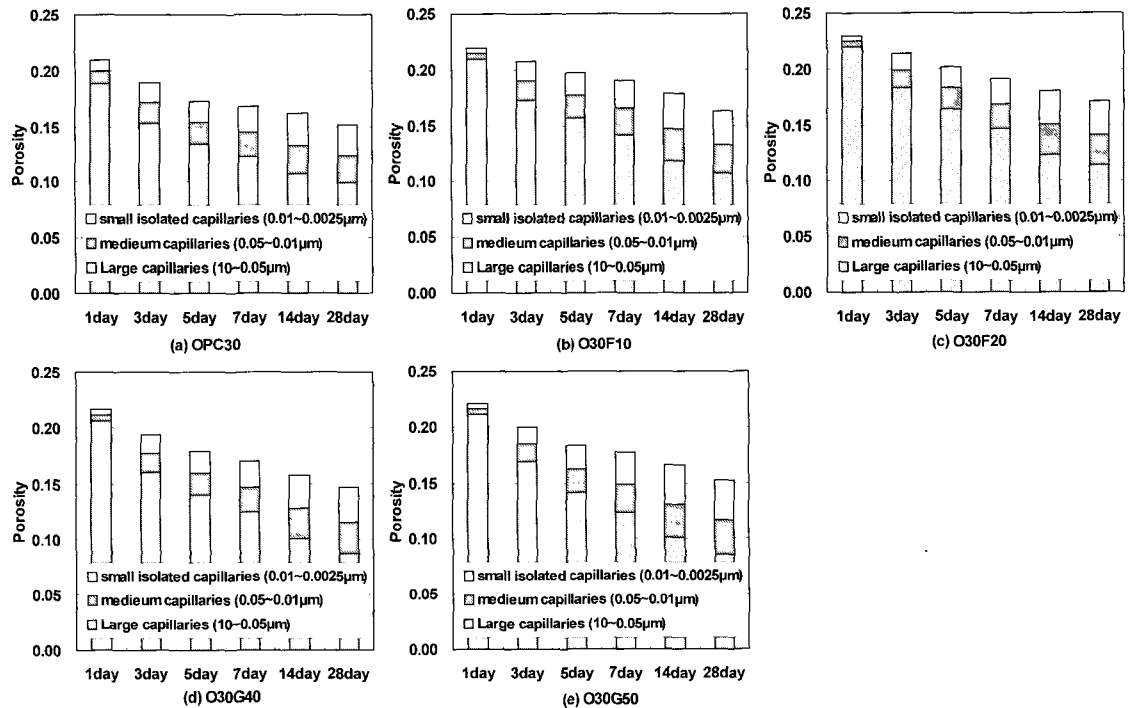 0.25
0.20
0.15
0.10
0.05
0.00
Porosity
small isolated capillaries (0.01~0.0025µm)
medieum capillaries (0.05~0.01µm)
Large capillaries (10~0.05µm)
1day 3day 5day 7day 14day 28day
(a) OPC30
0.25
0.20
0.15
0.10
0.05
0.00
Porosity
small isolated capillaries (0.01~0.0025µm)
medieum capillaries (0.05~0.01µm)
Large capillaries (10~0.05µm)
1day 3day 5day 7day 14day 28day
(b) O30F10
0.25
0.20
0.15
0.10
0.05
0.00
Porosity
small isolated capillaries (0.01~0.0025µm)
medieum capillaries (0.05~0.01µm)
Large capillaries (10~0.05µm)
1day 3day 5day 7day 14day 28day
(c) O30F20
0.25
0.20
0.15
0.10
0.05
0.00
Porosity
small isolated capillaries (0.01~0.0025µm)
medieum capillaries (0.05~0.01µm)
Large capillaries (10~0.05µm)
1day 3day 5day 7day 14day 28day
(d) O30G40
0.25
0.20
0.15
0.10
0.05
0.00
Porosity
small isolated capillaries (0.01~0.0025µm)
medieum capillaries (0.05~0.01µm)
Large capillaries (10~0.05µm)
1day 3day 5day 7day 14day 28day
(e) O30G50